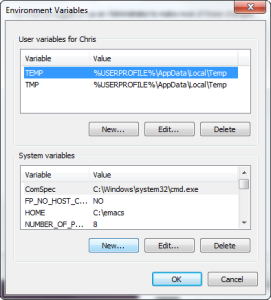 Environment Variables
User variables for Chris
Variable Value
TEMP %USERPROFILE%\AppData\Local\Temp
TMP %USERPROFILE%\AppData\Local\Temp
New... Edit... Delete
System variables
Variable Value
ComSpec C:\Windows\system32\cmd.exe
FP_NO_HOST_C... NO
HOME C:\emacs
NUMBER_OF_P... 8
New... Edit... Delete
OK Cancel